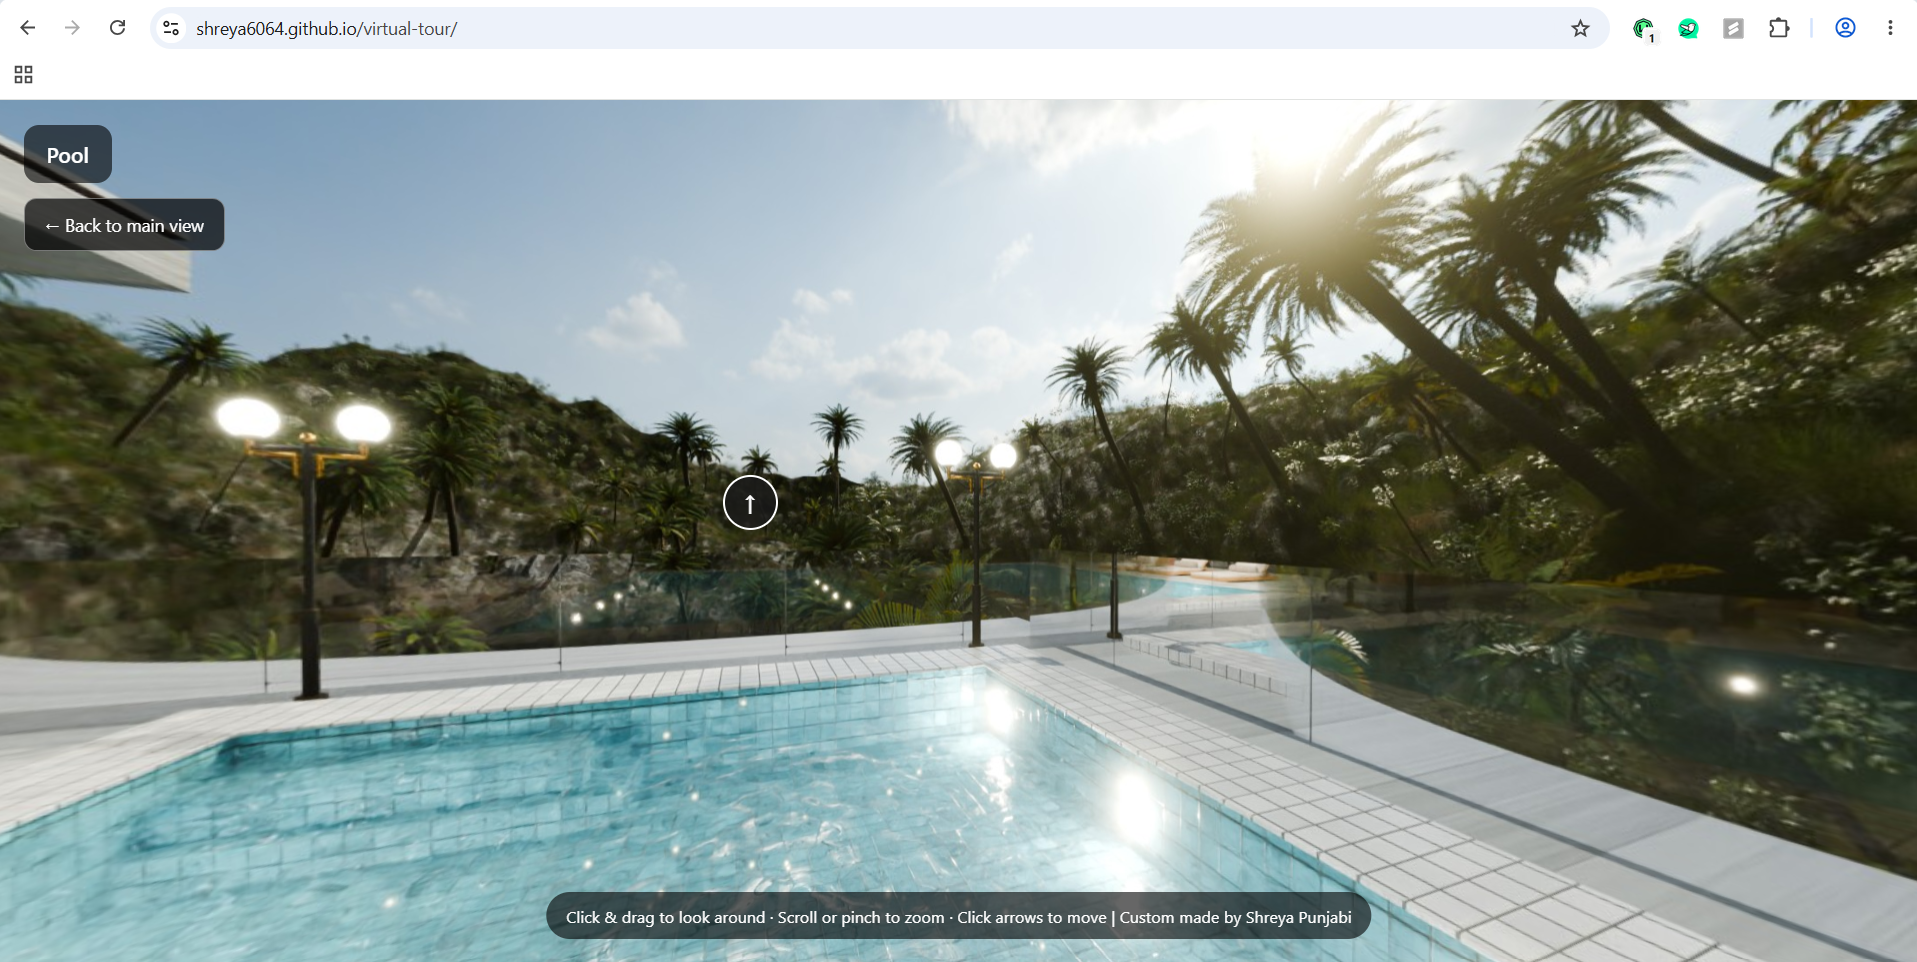 shreya6064.github.io/virtual-tour/
1
Pool
← Back to main view
↑
Click & drag to look around · Scroll or pinch to zoom · Click arrows to move | Custom made by Shreya Punjabi